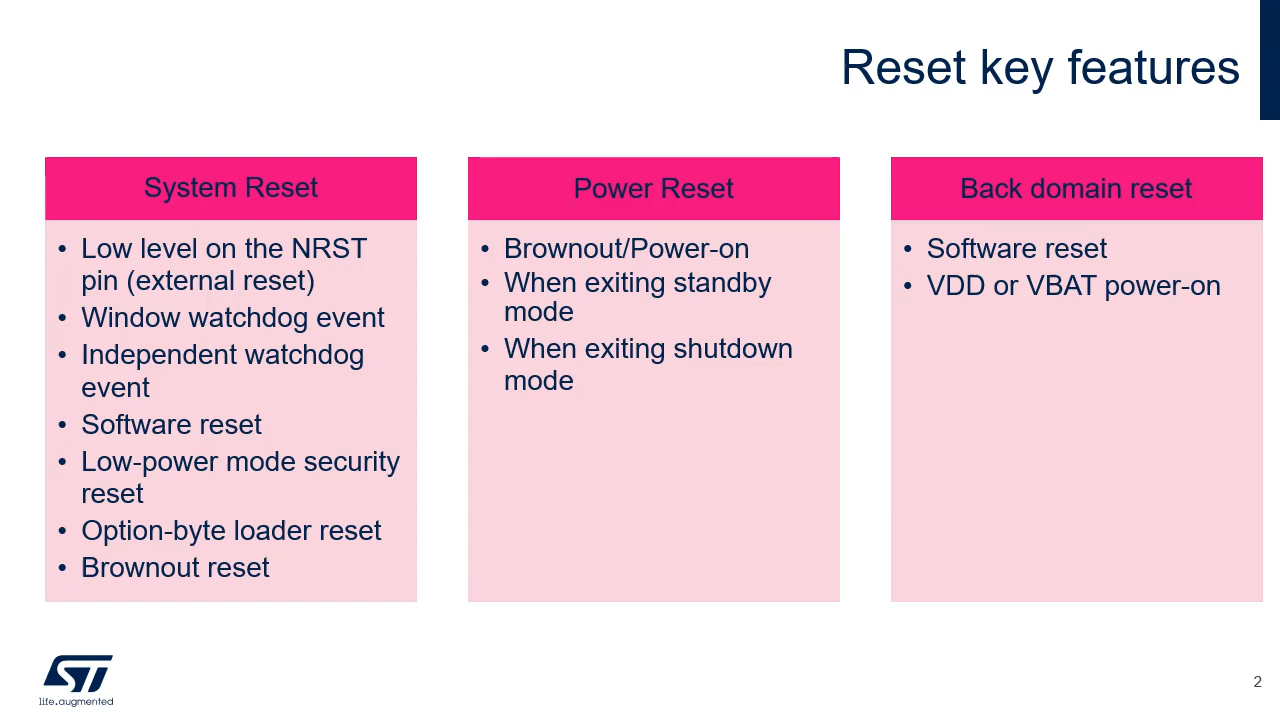 Reset key features
System Reset
• Low level on the NRST
pin (external reset)
• Window watchdog event
• Independent watchdog
event
• Software reset
• Low-power mode security
reset
• Option-byte loader reset
• Brownout reset
Power Reset
• Brownout/Power-on
• When exiting standby
mode
• When exiting shutdown
mode
Back domain reset
• Software reset
• VDD or VBAT power-on
ST
life.augmented
2